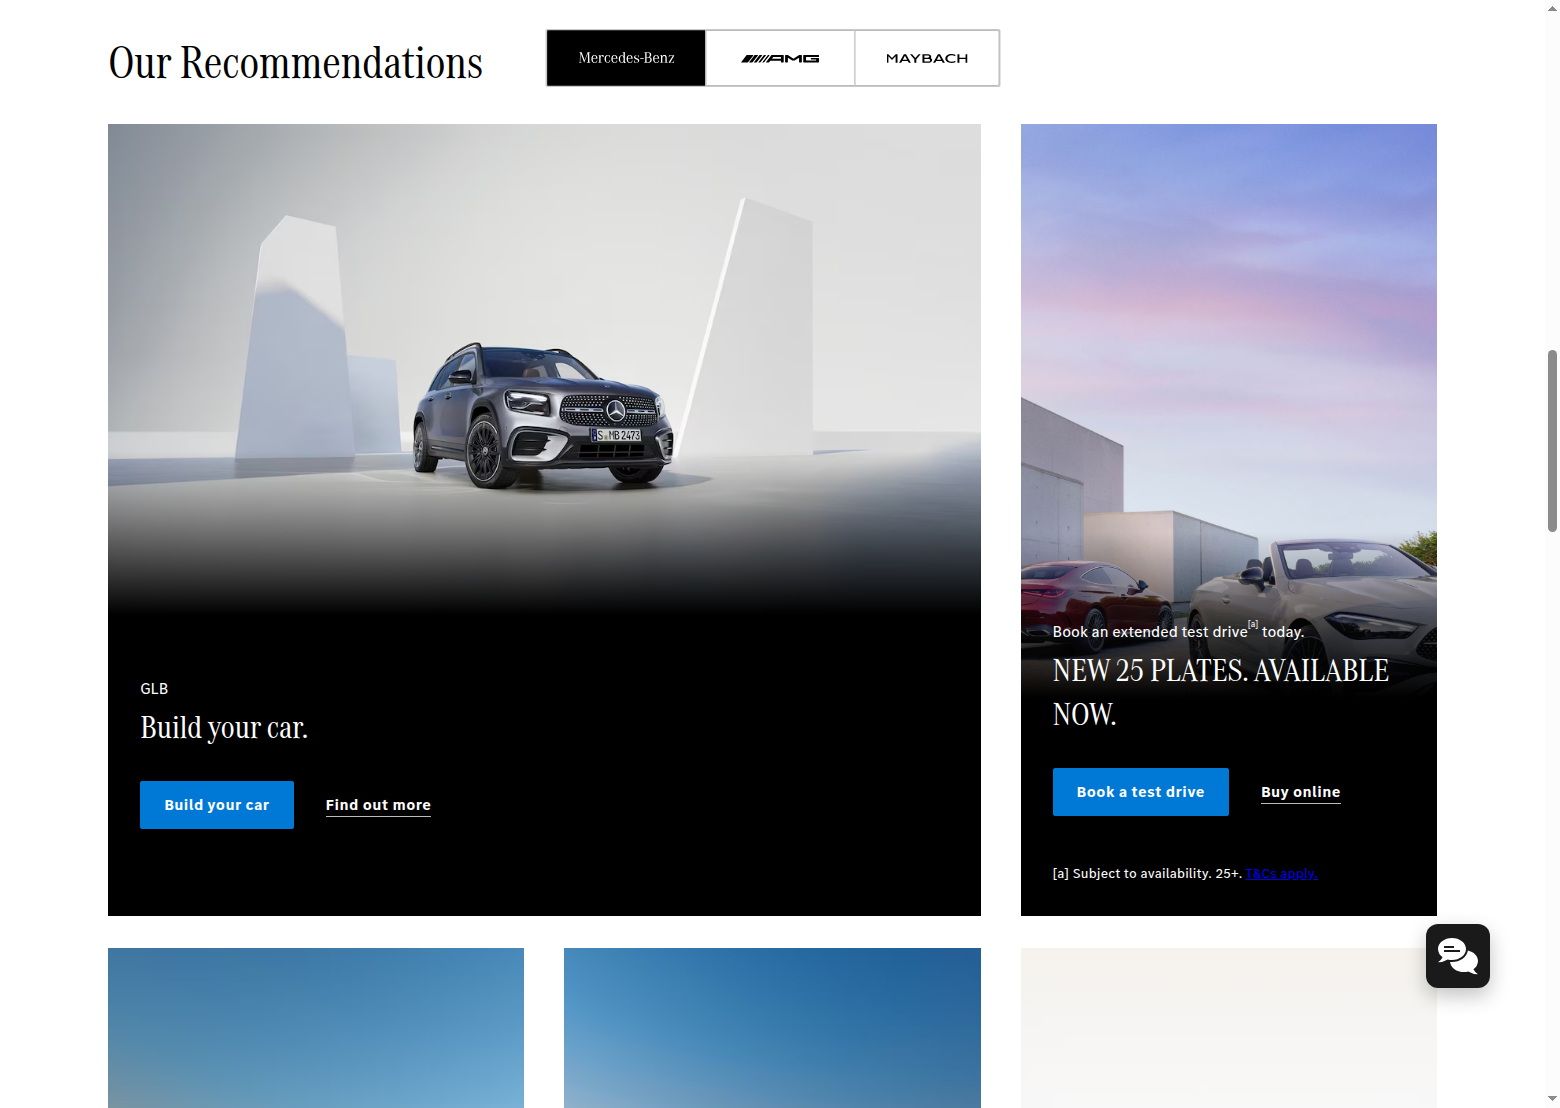 Our Recommendations
Mercedes-Benz
AMG
MAYBACH
S MB 2473
GLB
Build your car.
Build your car
Find out more
Book an extended test drive[a] today.
NEW 25 PLATES. AVAILABLE
NOW.
Book a test drive
Buy online
[a] Subject to availability. 25+. T&Cs apply.